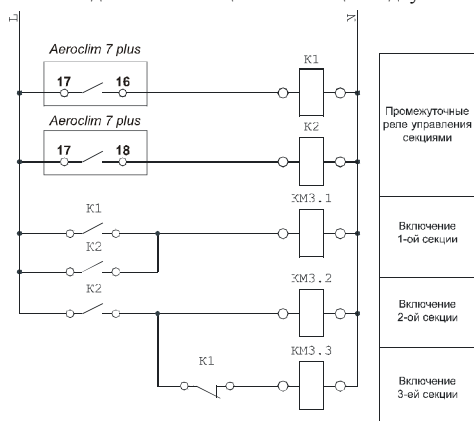 L
N
Aeroclim 7 plus
17 16
K1
Aeroclim 7 plus
17 18
K2
Промежуточные
реле управления
секциями
K1
KM3.1
K2
Включение
1-ой секции
K2
KM3.2
Включение
2-ой секции
K1
KM3.3
Включение
3-ей секции